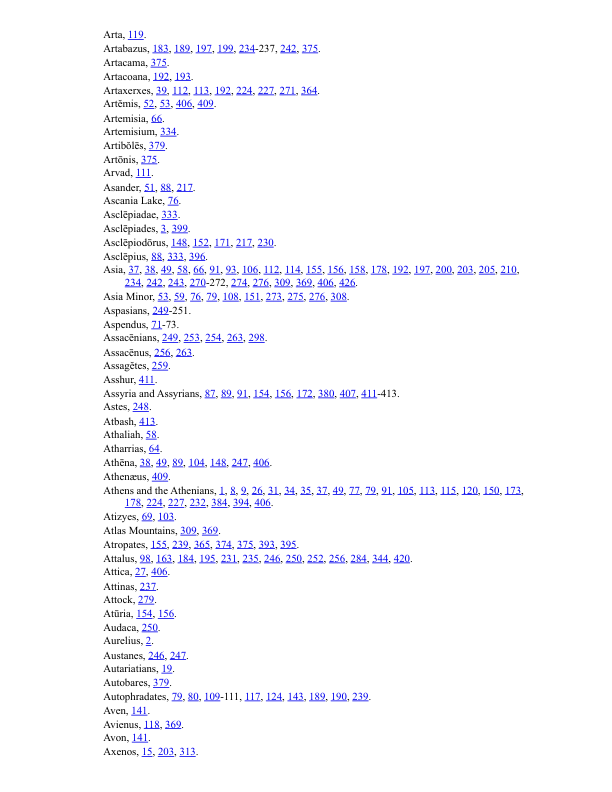 Arta, 119.
Artabazus, 183, 189, 197, 199, 234-237, 242, 375.
Artacama, 375.
Artacoana, 192, 193.
Artaxerxes, 39, 112, 113, 192, 224, 227, 271, 364.
Artēmis, 52, 53, 406, 409.
Artemisia, 66.
Artemisium, 334.
Artibōlēs, 379.
Artōnis, 375.
Arvad, 111.
Asander, 51, 88, 217.
Ascania Lake, 76.
Asclēpiadae, 333.
Asclēpiades, 3, 399.
Asclēpiodōrus, 148, 152, 171, 217, 230.
Asclēpius, 88, 333, 396.
Asia, 37, 38, 49, 58, 66, 91, 93, 106, 112, 114, 155, 156, 158, 178, 192, 197, 200, 203, 205, 210,
234, 242, 243, 270-272, 274, 276, 309, 369, 406, 426.
Asia Minor, 53, 59, 76, 79, 108, 151, 273, 275, 276, 308.
Aspasians, 249-251.
Aspendus, 71-73.
Assacēnians, 249, 253, 254, 263, 298.
Assacēnus, 256, 263.
Assagētes, 259.
Asshur, 411.
Assyria and Assyrians, 87, 89, 91, 154, 156, 172, 380, 407, 411-413.
Astes, 248.
Atbash, 413.
Athaliah, 58.
Atharrias, 64.
Athēna, 38, 49, 89, 104, 148, 247, 406.
Athenæus, 409.
Athens and the Athenians, 1, 8, 9, 26, 31, 34, 35, 37, 49, 77, 79, 91, 105, 113, 115, 120, 150, 173,
178, 224, 227, 232, 384, 394, 406.
Atizyes, 69, 103.
Atlas Mountains, 309, 369.
Atropates, 155, 239, 365, 374, 375, 393, 395.
Attalus, 98, 163, 184, 195, 231, 235, 246, 250, 252, 256, 284, 344, 420.
Attica, 27, 406.
Attinas, 237.
Attock, 279.
Atūria, 154, 156.
Audaca, 250.
Aurelius, 2.
Austanes, 246, 247.
Autariatians, 19.
Autobares, 379.
Autophradates, 79, 80, 109-111, 117, 124, 143, 189, 190, 239.
Aven, 141.
Avienus, 118, 369.
Avon, 141.
Axenos, 15, 203, 313.